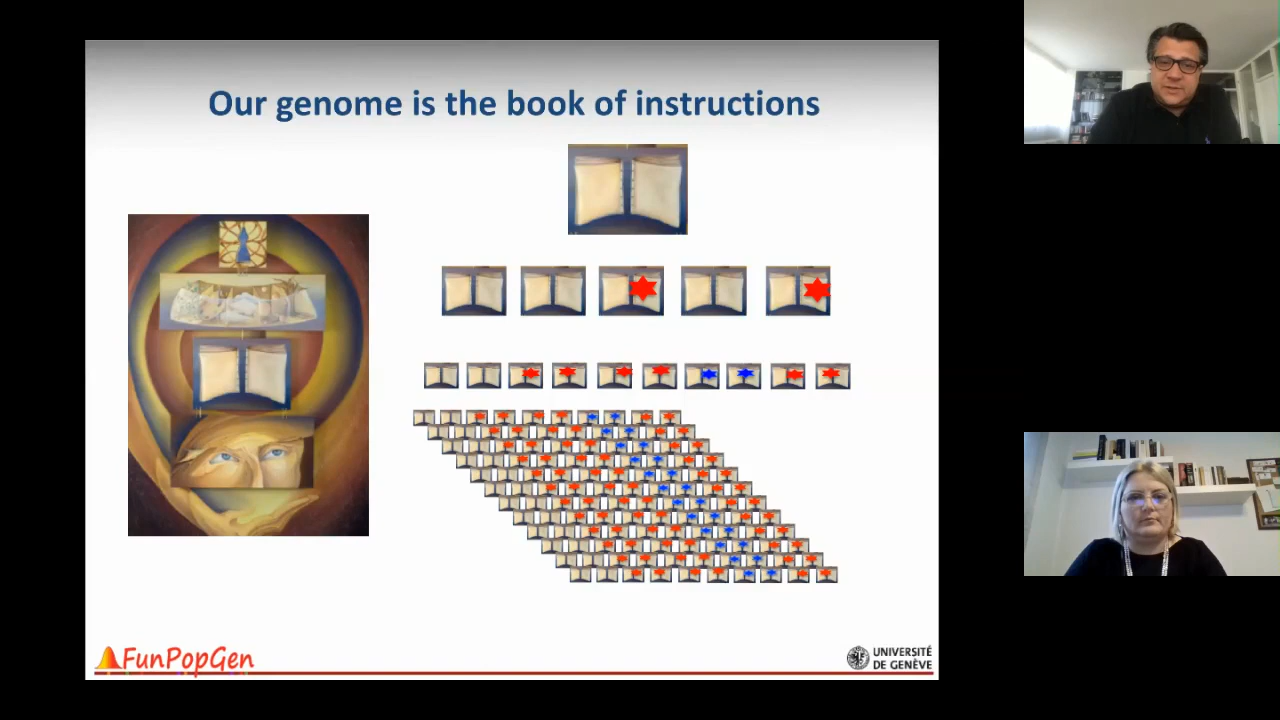 Our genome is the book of instructions
FunPopGen
UNIVERSITÉ
DE GENÈVE